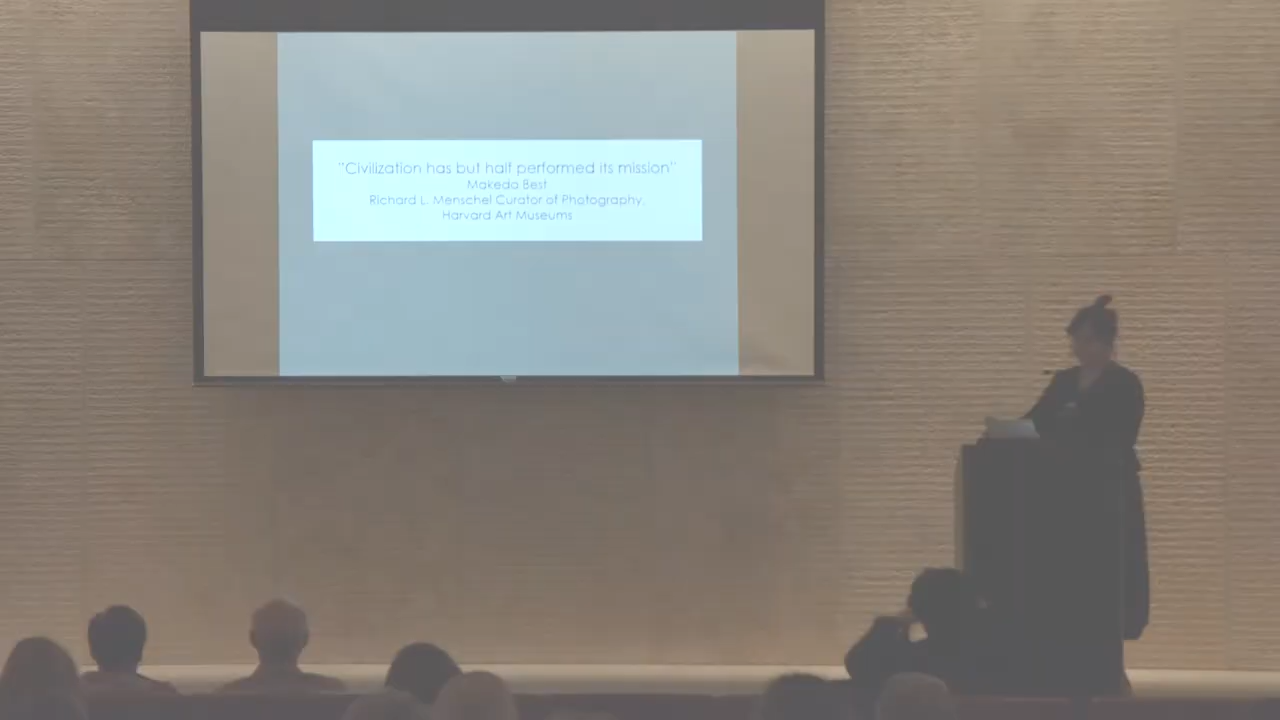 "Civilization has but half performed its mission"
Makeda Best
Richard L. Menschel Curator of Photography,
Harvard Art Museums